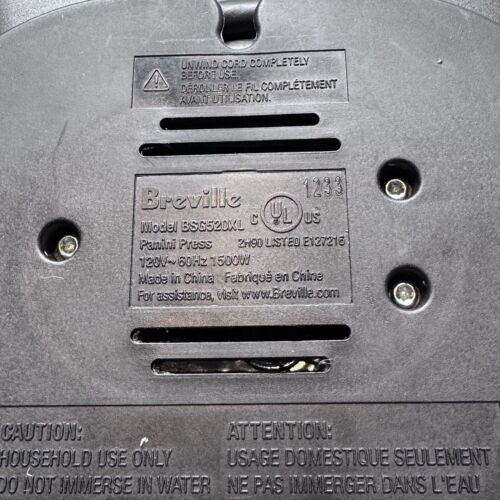 UNWIND CORD COMPLETELY
BEFORE USE.
DÉROULER LE FIL COMPLÈTEMENT
AVANT UTILISATION.
Breville
1233
Model BSG520XL
C UL US
Panini Press 2H90 LISTED E127215
120V~60Hz 1500W
Made in China Fabriqué en Chine
For assistance, visit www.Breville.com
CAUTION:
HOUSEHOLD USE ONLY
DO NOT IMMERSE IN WATER
ATTENTION:
USAGE DOMESTIQUE SEULEMENT
NE PAS IMMERGER DANS L'EAU